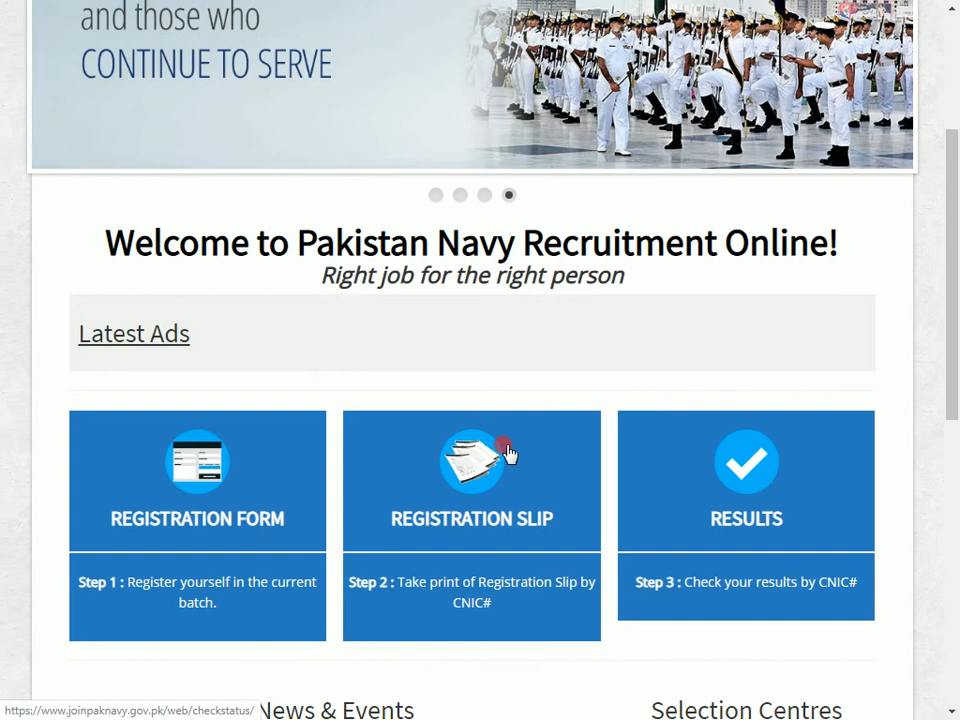 and those who
CONTINUE TO SERVE
Welcome to Pakistan Navy Recruitment Online!
Right job for the right person
Latest Ads
REGISTRATION FORM
Step 1 : Register yourself in the current
batch.
REGISTRATION SLIP
Step 2 : Take print of Registration Slip by
CNIC#
RESULTS
Step 3 : Check your results by CNIC#
News & Events
Selection Centres
https://www.joinpaknavy.gov.pk/web/checkstatus/